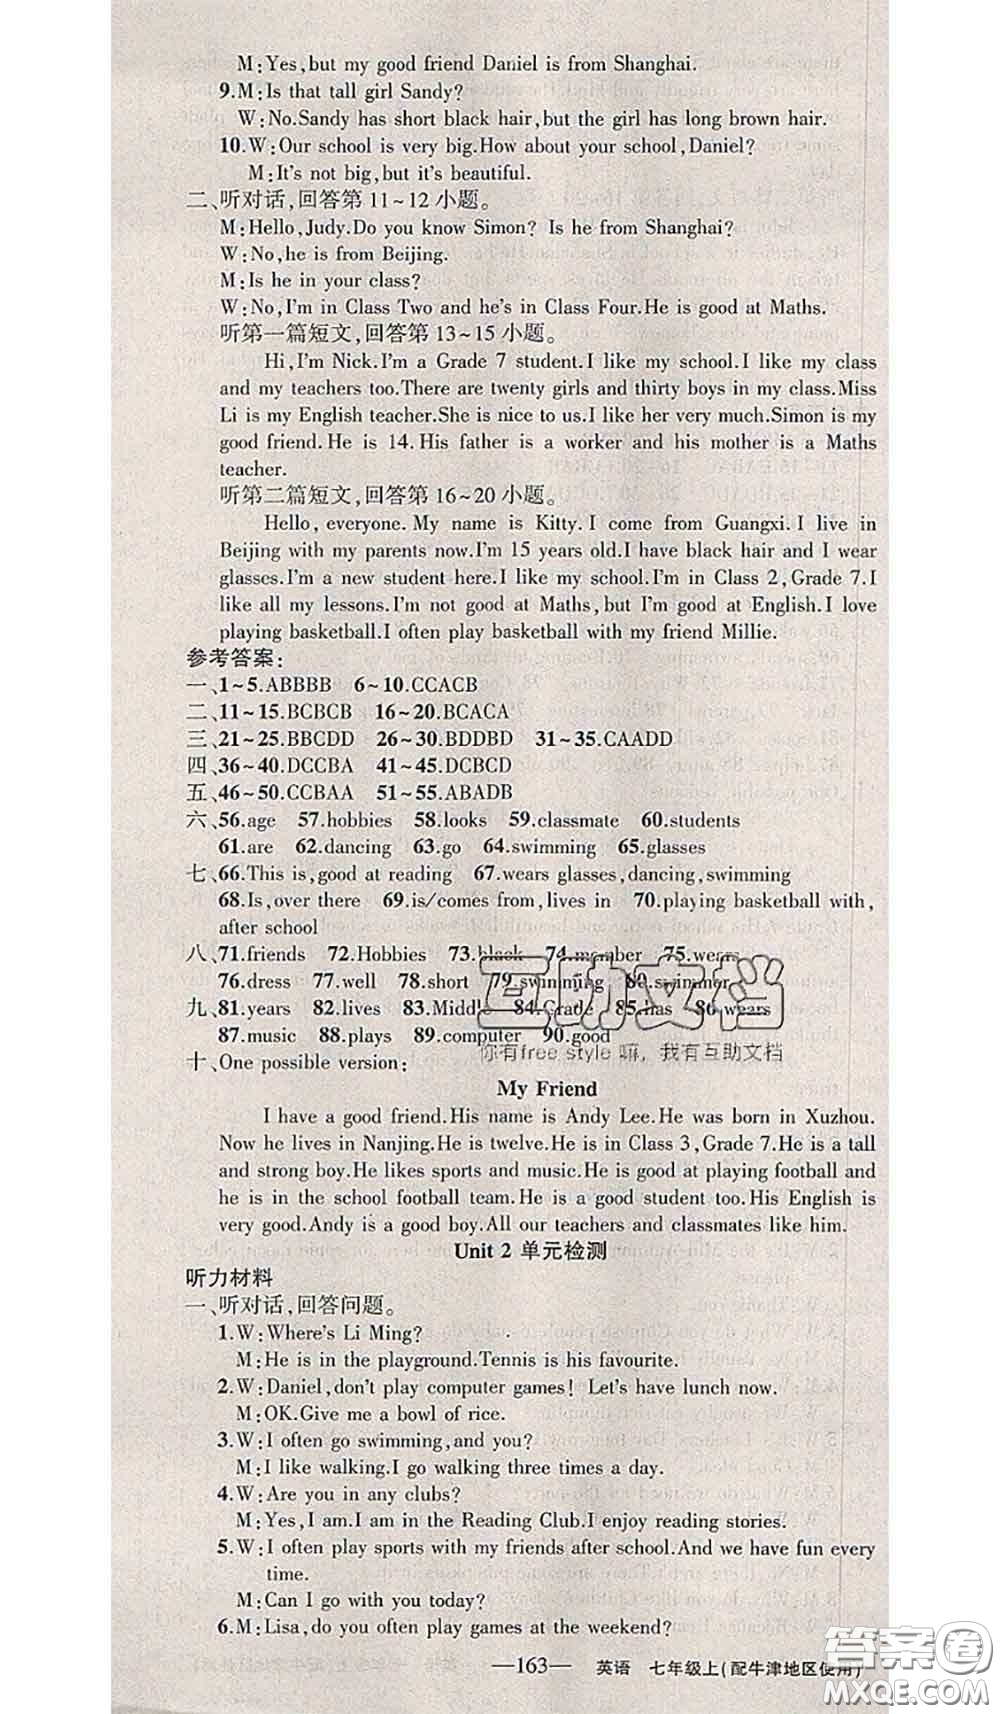 M:Yes,but my good friend Daniel is from Shanghai.
9.M:Is that tall girl Sandy?
W:No.Sandy has short black hair,but the girl has long brown hair.
10.W:Our school is very big.How about your school,Daniel?
M:It's not big,but it's beautiful.
二、听对话,回答第11~12小题。
M:Hello,Judy.Do you know Simon? Is he from Shanghai?
W:No,he is from Beijing.
M:Is he in your class?
W:No,I'm in Class Two and he's in Class Four.He is good at Maths.
听第一篇短文,回答第13~15小题。
Hi,I'm Nick.I'm a Grade 7 student.I like my school.I like my class
and my teachers too.There are twenty girls and thirty boys in my class.Miss
Li is my English teacher.She is nice to us.I like her very much.Simon is my
good friend.He is 14.His father is a worker and his mother is a Maths
teacher.
听第二篇短文,回答第16~20小题。
Hello, everyone. My name is Kitty. I come from Guangxi. I live in
Beijing with my parents now.I'm 15 years old.I have black hair and I wear
glasses.I'm a new student here.I like my school.I'm in Class 2,Grade 7.I
like all my lessons.I'm not good at Maths,but I'm good at English.I love
playing basketball.I often play basketball with my friend Millie.
参考答案:
一、1~5.ABBBB 6~10.CCACB
二、11~15.BCBCB 16~20.BCACA
三、21~25.BBCDD 26~30.BDDBD 31~35.CAADD
四、36~40.DCCBA 41~45.DCBCD
五、46~50.CCBAA 51~55.ABADB
六、56.age 57.hobbies 58.looks 59.classmate 60.students
61.are 62.dancing 63.go 64.swimming 65.glasses
七、66.This is,good at reading 67.wears glasses,dancing,swimming
68.Is,over there 69.is/comes from,lives in 70.playing basketball with,
after school
八、71.friends 72.Hobbies 73.black 74.member 75.wears
76.dress 77.well 78.short 79.swimming 80.swimmer
九、81.years 82.lives 83.Middle 84.Grade 85.has 86.wears
87.music 88.plays 89.computer 90.good
互助文档
你有free style 嘛, 我有互助文档
十、One possible version:
My Friend
I have a good friend.His name is Andy Lee.He was born in Xuzhou.
Now he lives in Nanjing.He is twelve.He is in Class 3,Grade 7.He is a tall
and strong boy.He likes sports and music.He is good at playing football and
he is in the school football team.He is a good student too.His English is
very good.Andy is a good boy.All our teachers and classmates like him.
Unit 2 单元检测
听力材料
一、听对话,回答问题。
1.W:Where's Li Ming?
M:He is in the playground.Tennis is his favourite.
2.W:Daniel,don't play computer games! Let's have lunch now.
M:OK.Give me a bowl of rice.
3.W:I often go swimming,and you?
M:I like walking.I go walking three times a day.
4.W:Are you in any clubs?
M:Yes,I am.I am in the Reading Club.I enjoy reading stories.
5.W:I often play sports with my friends after school.And we have fun every
time.
M:Can I go with you today?
6.M:Lisa,do you often play games at the weekend?
—163— 英语 七年级上(配牛津地区使用)
答案圈
MXQE.COM